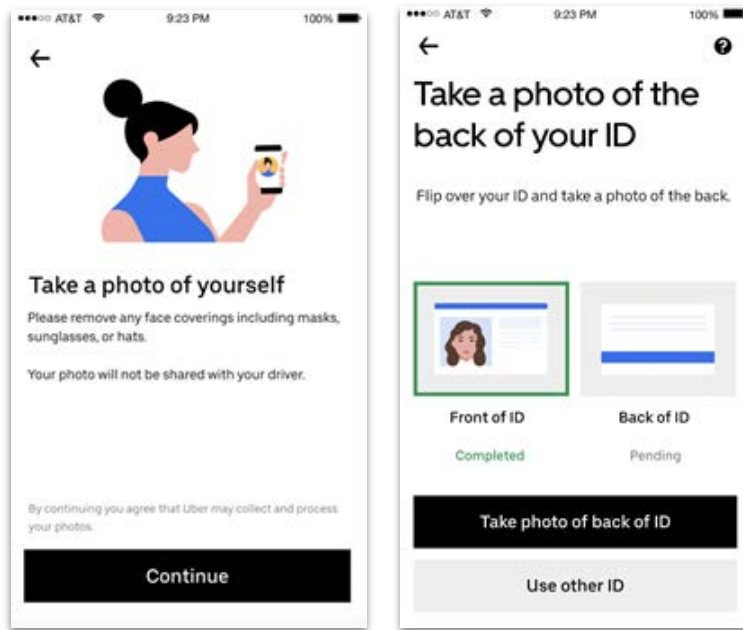 AT&T 9:23 PM 100%
Take a photo of yourself
Please remove any face coverings including masks,
sunglasses, or hats.
Your photo will not be shared with your driver.
By continuing you agree that Uber may collect and process
your photos.
Continue
AT&T 9:23 PM 100%
?
Take a photo of the
back of your ID
Flip over your ID and take a photo of the back.
Front of ID
Completed
Back of ID
Pending
Take photo of back of ID
Use other ID